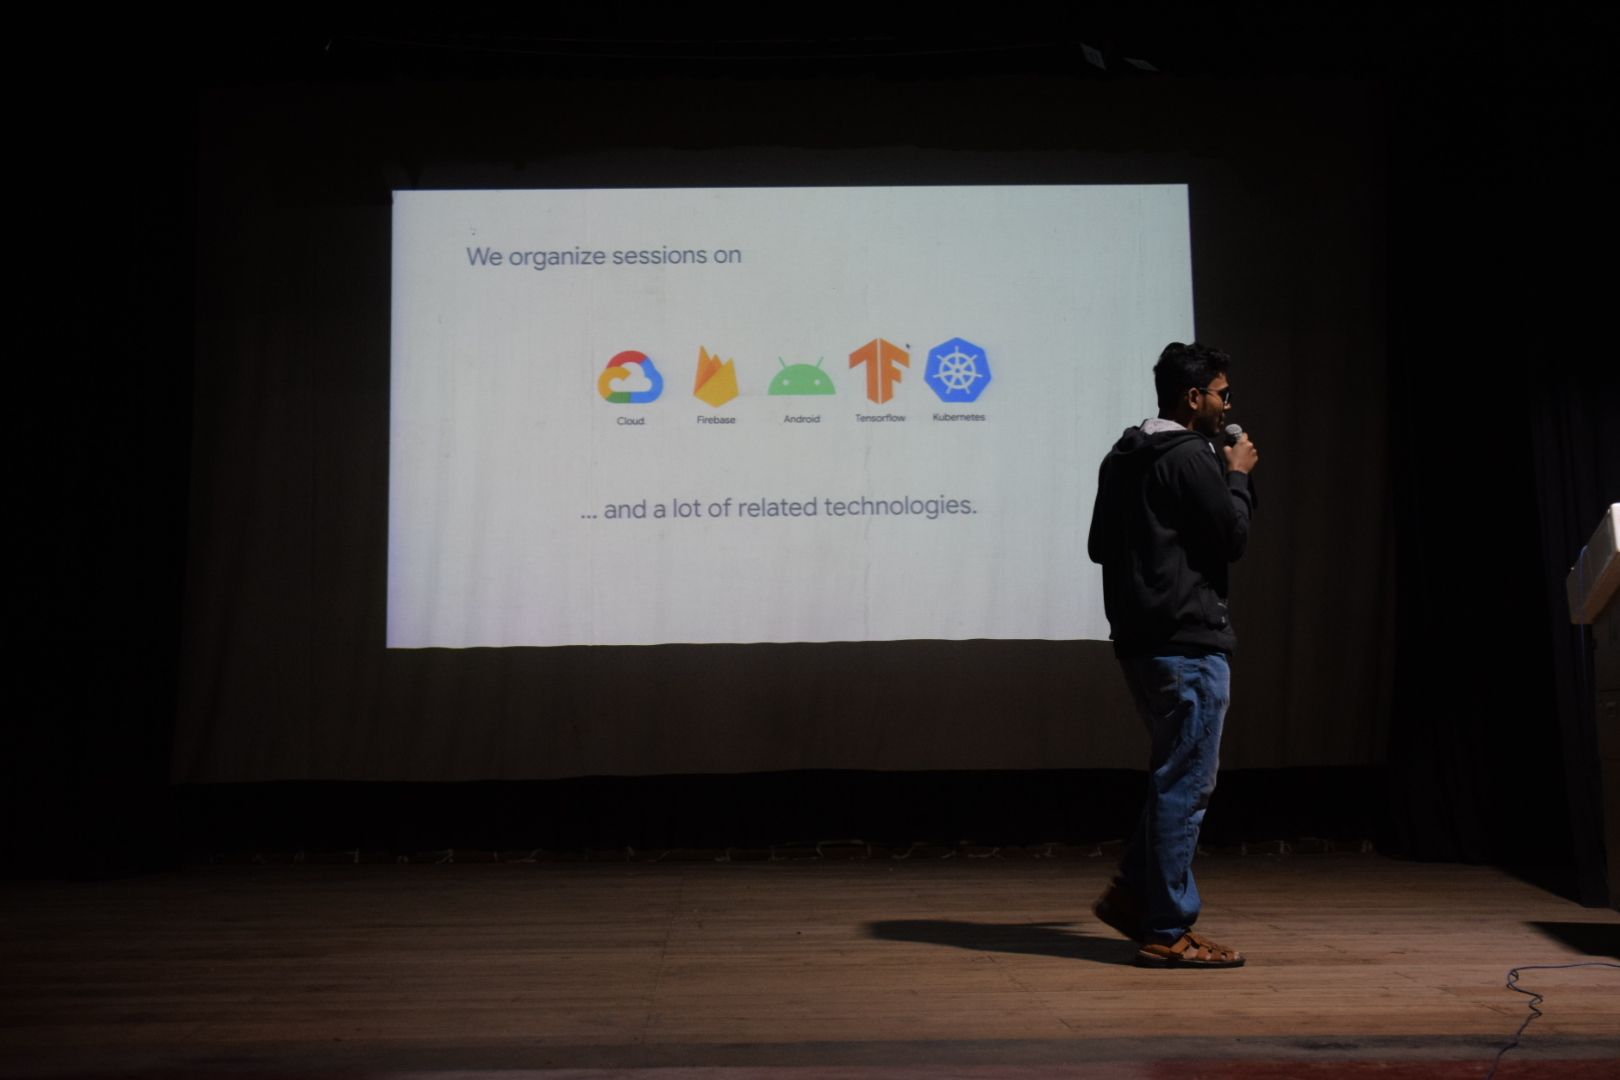 We organize sessions on
Cloud Firebase Android Tensorflow Kubernetes
... and a lot of related technologies.